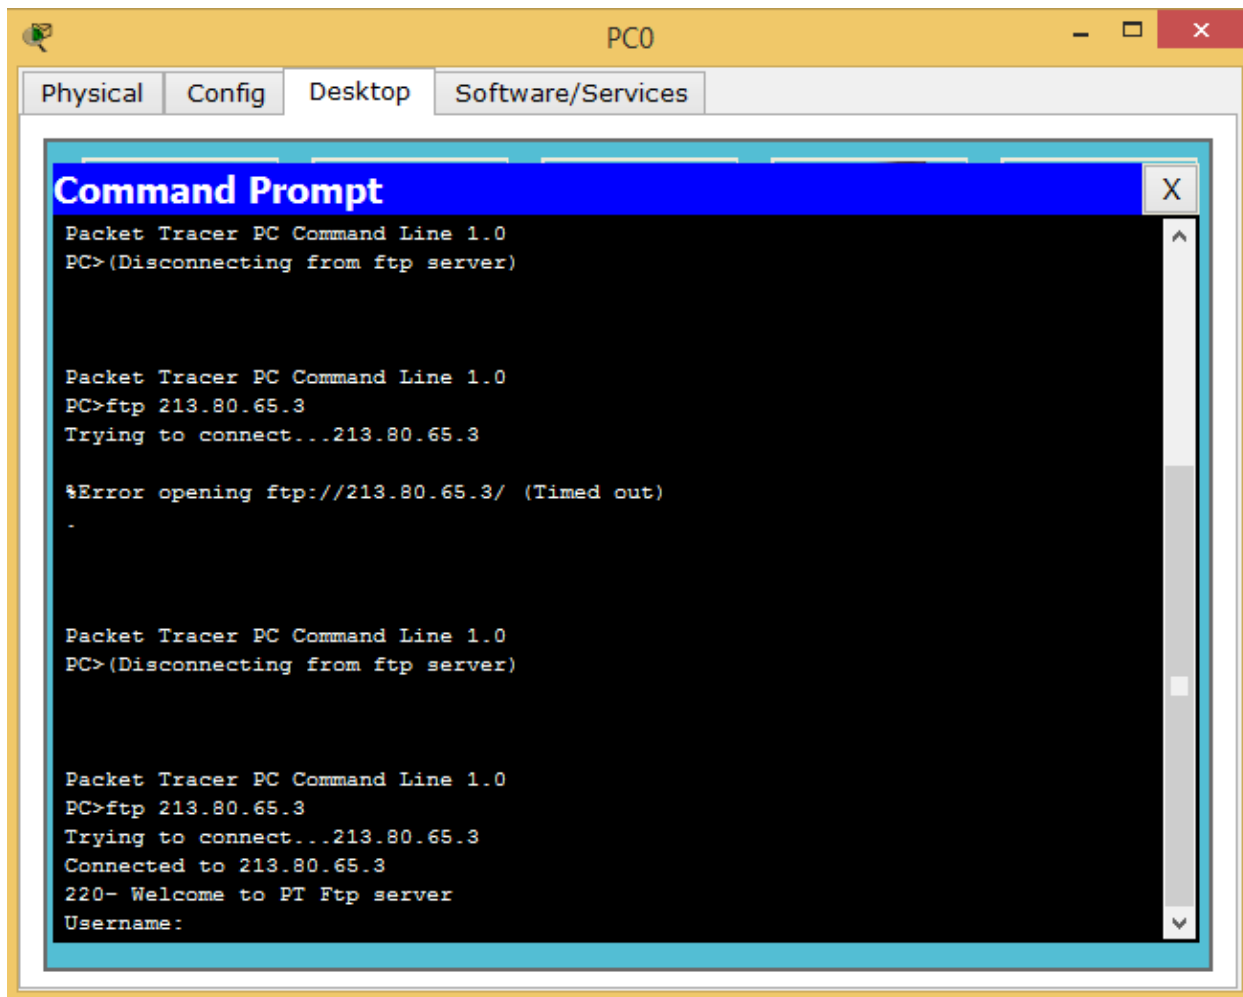 PC0
Physical Config Desktop Software/Services
Command Prompt
X
Packet Tracer PC Command Line 1.0
PC>(Disconnecting from ftp server)
Packet Tracer PC Command Line 1.0
PC>ftp 213.80.65.3
Trying to connect...213.80.65.3
%Error opening ftp://213.80.65.3/ (Timed out)
.
Packet Tracer PC Command Line 1.0
PC>(Disconnecting from ftp server)
Packet Tracer PC Command Line 1.0
PC>ftp 213.80.65.3
Trying to connect...213.80.65.3
Connected to 213.80.65.3
220- Welcome to PT Ftp server
Username: